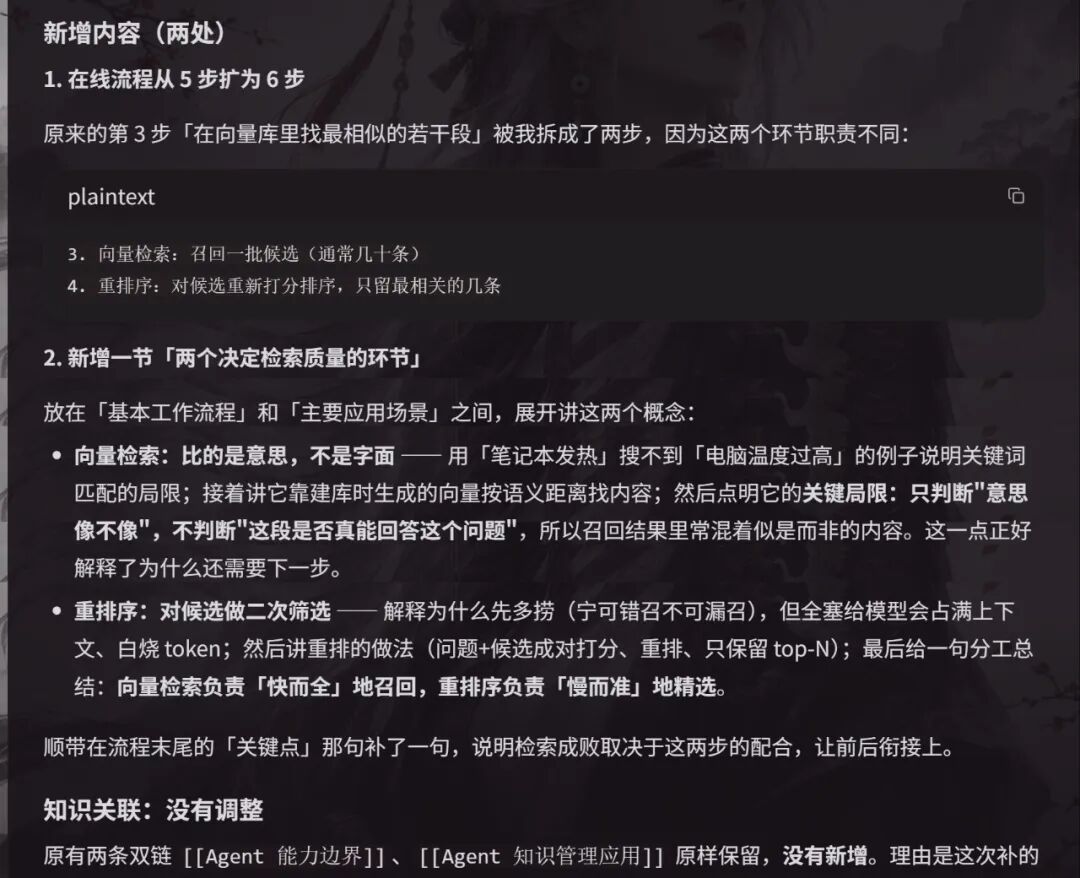 新增内容（两处）
1. 在线流程从 5 步扩为 6 步
原来的第 3 步「在向量库里找最相似的若干段」被我拆成了两步，因为这两个环节职责不同：
plaintext
3. 向量检索：召回一批候选（通常几十条）
4. 重排序：对候选重新打分排序，只留最相关的几条
2. 新增一节「两个决定检索质量的环节」
放在「基本工作流程」和「主要应用场景」之间，展开讲这两个概念：
• 向量检索：比的是意思，不是字面 —— 用「笔记本发热」搜不到「电脑温度过高」的例子说明关键词
匹配的局限；接着讲它靠建库时生成的向量按语义距离找内容；然后点明它的关键局限：只判断"意思
像不像"，不判断"这段是否真能回答这个问题"，所以召回结果里常混着似是而非的内容。这一点正好
解释了为什么还需要下一步。
• 重排序：对候选做二次筛选 —— 解释为什么先多捞（宁可错召不可漏召），但全塞给模型会占满上下
文、白烧 token；然后讲重排的做法（问题+候选成对打分、重排、只保留 top-N）；最后给一句分工总
结：向量检索负责「快而全」地召回，重排序负责「慢而准」地精选。
顺带在流程末尾的「关键点」那句补了一句，说明检索成败取决于这两步的配合，让前后衔接上。
知识关联：没有调整
原有两条双链 [[Agent 能力边界]] 、 [[Agent 知识管理应用]] 原样保留，没有新增。理由是这次补的